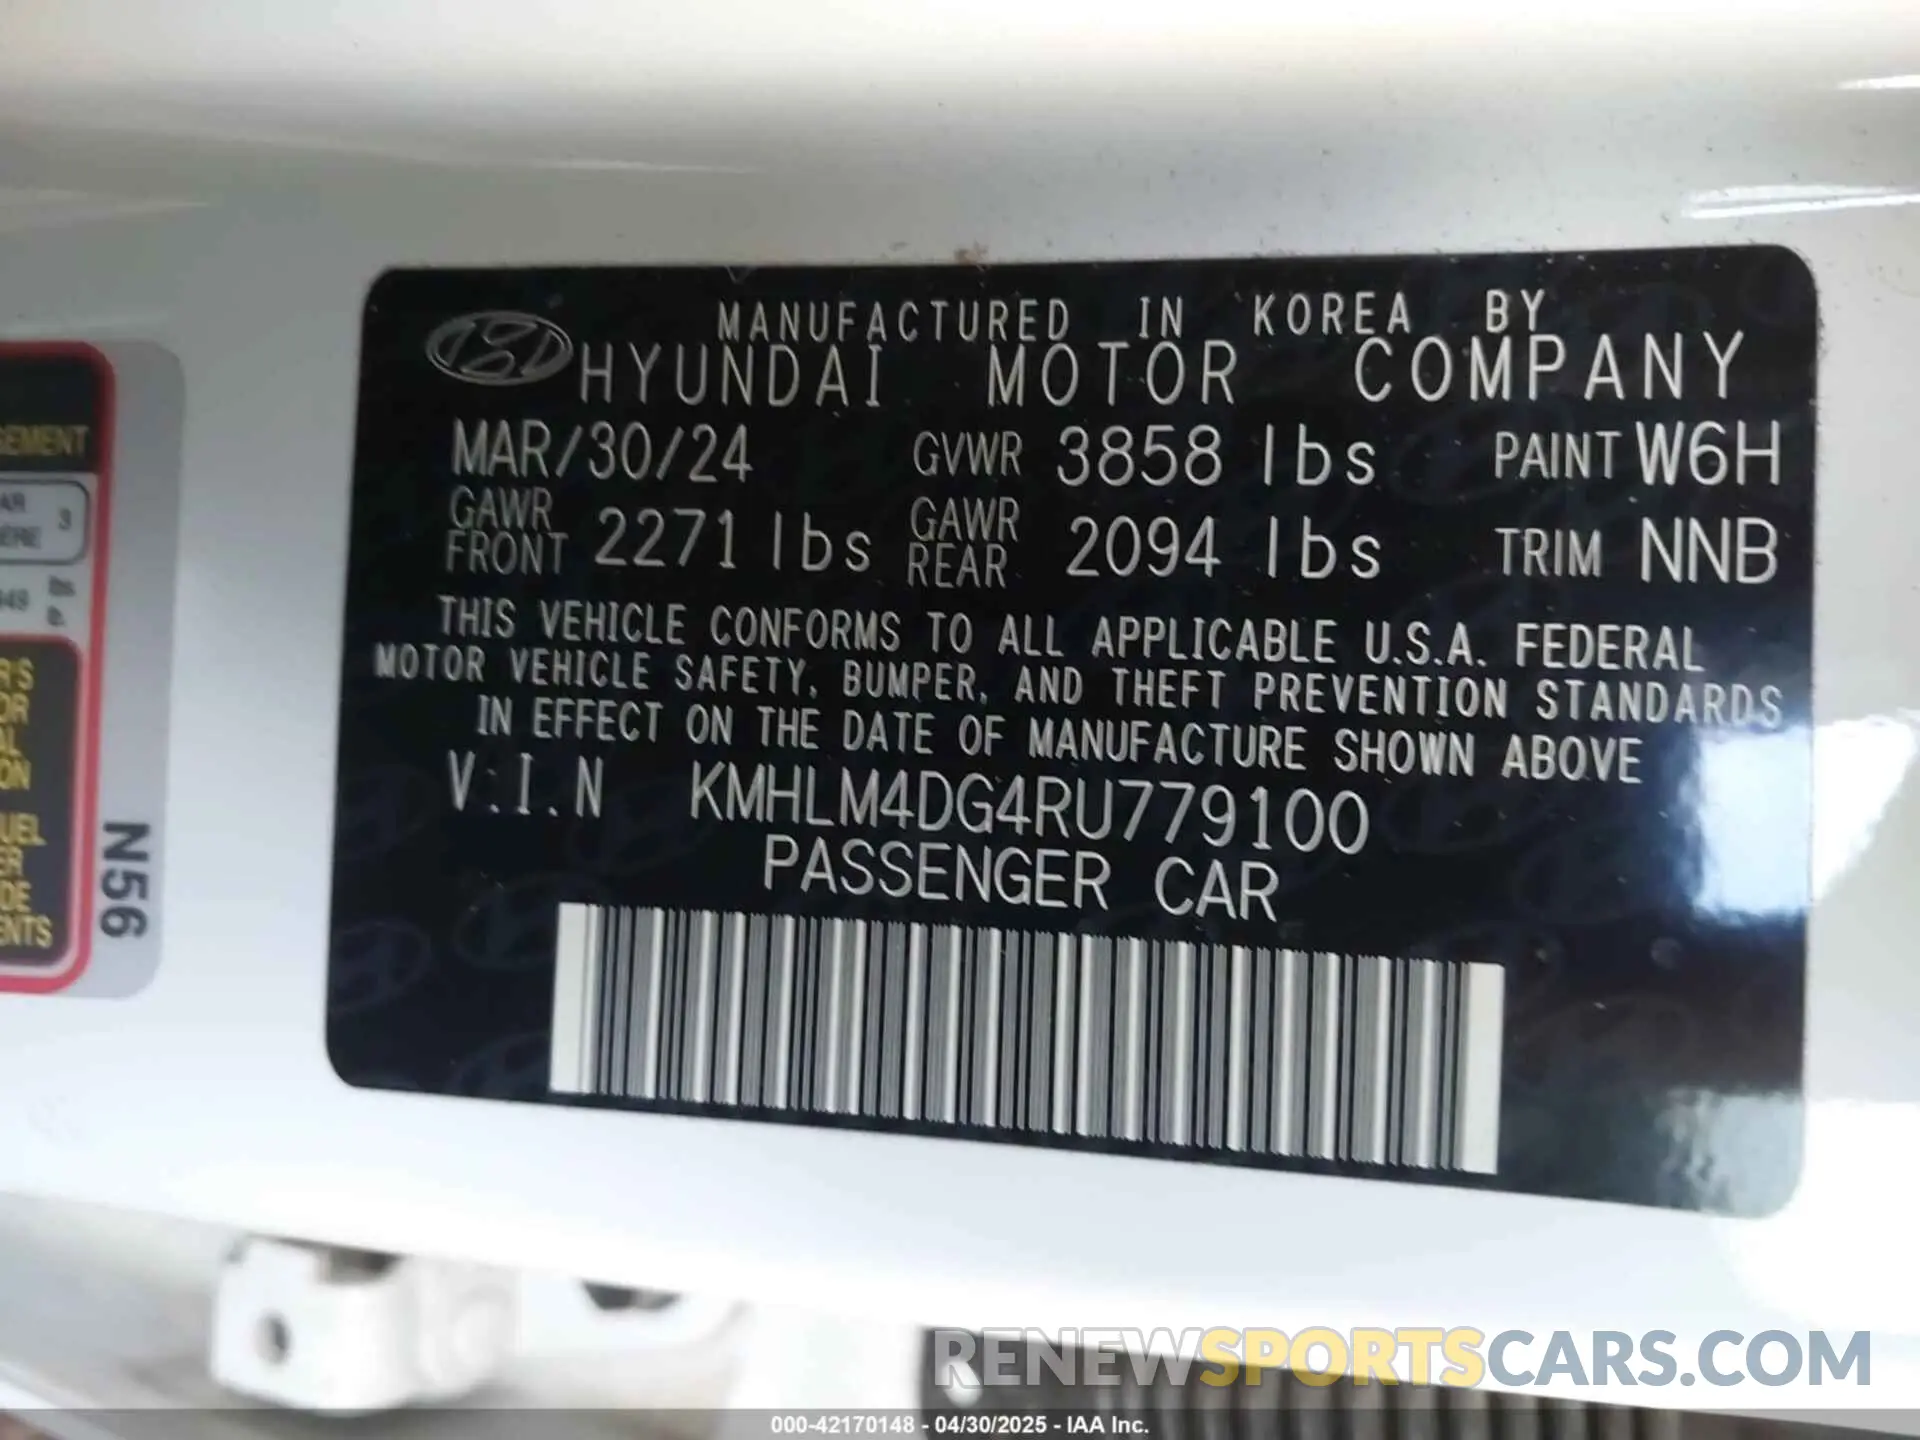 MANUFACTURED IN KOREA BY
HYUNDAI MOTOR COMPANY
MAR/30/24 GVWR 3858 lbs PAINT W6H
GAWR FRONT 2271 lbs GAWR REAR 2094 lbs TRIM NNB
THIS VEHICLE CONFORMS TO ALL APPLICABLE U.S.A. FEDERAL
MOTOR VEHICLE SAFETY, BUMPER, AND THEFT PREVENTION STANDARDS
IN EFFECT ON THE DATE OF MANUFACTURE SHOWN ABOVE
V.I.N KMHLM4DG4RU779100
PASSENGER CAR
3
lbs
N56
RENEWSPORTSCARS.COM
000-42170148 - 04/30/2025 - IAA Inc.